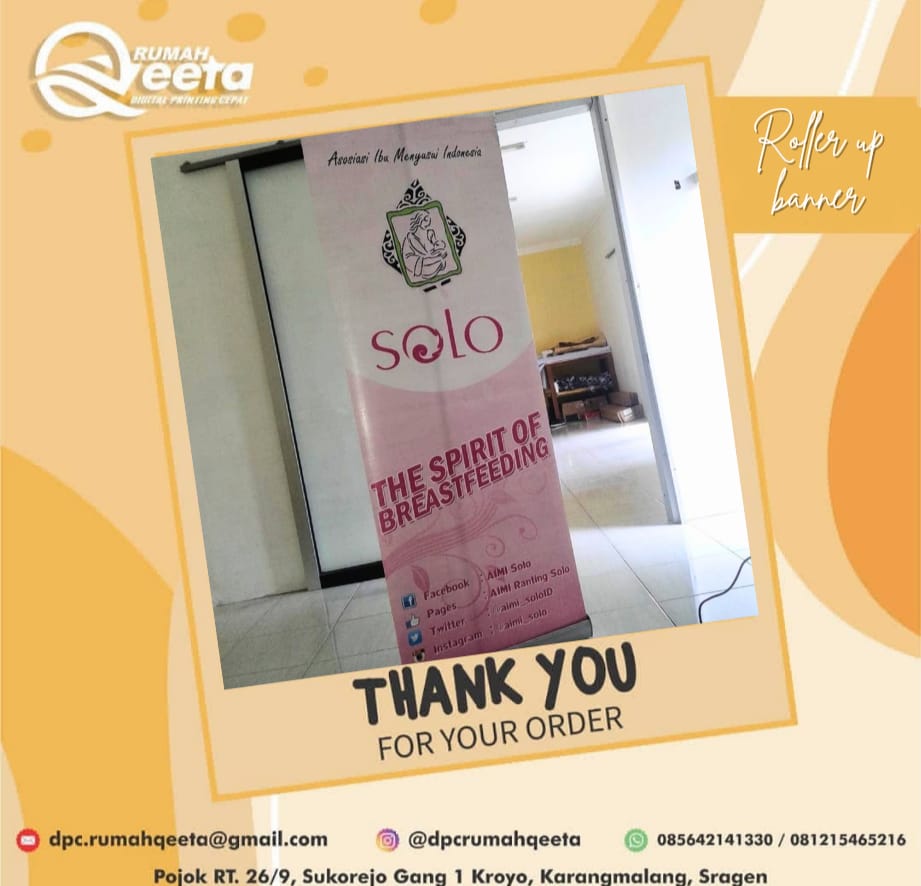 RUMAH
Qeeta
DIGITAL PRINTING CEPAT
Roller up
banner
Asosiasi Ibu Menyusui Indonesia
solo
THE SPIRIT OF
BREASTFEEDING
Facebook : AIMI Solo
Pages : AIMI Ranting Solo
Twitter : @aimi_soloID
Instagram : @aimi_solo
THANK YOU
FOR YOUR ORDER
dpc.rumahqeeta@gmail.com
@dpcrumahqeeta
085642141330 / 081215465216
Pojok RT. 26/9, Sukorejo Gang 1 Kroyo, Karangmalang, Sragen